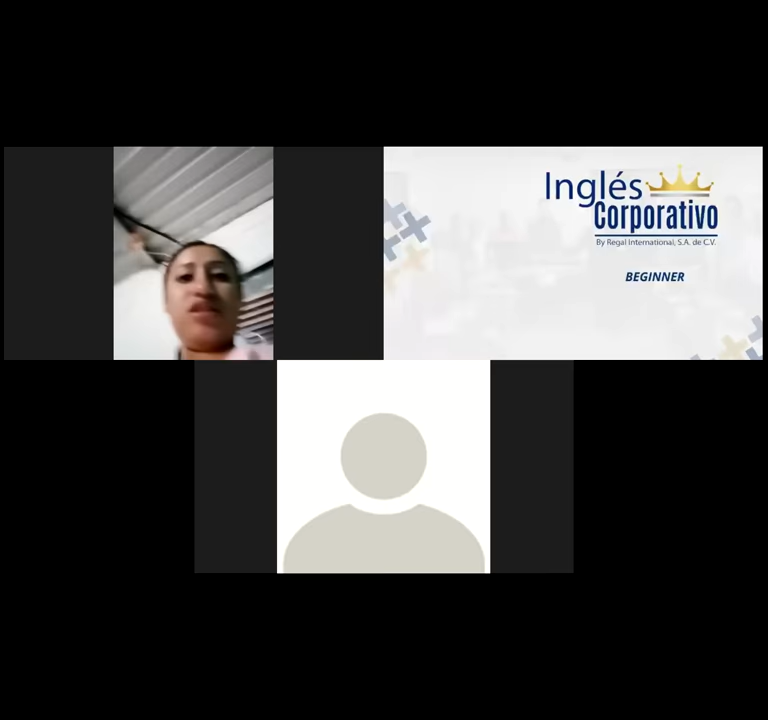 Inglés
Corporativo
By Regal International, S.A. de C.V.
BEGINNER